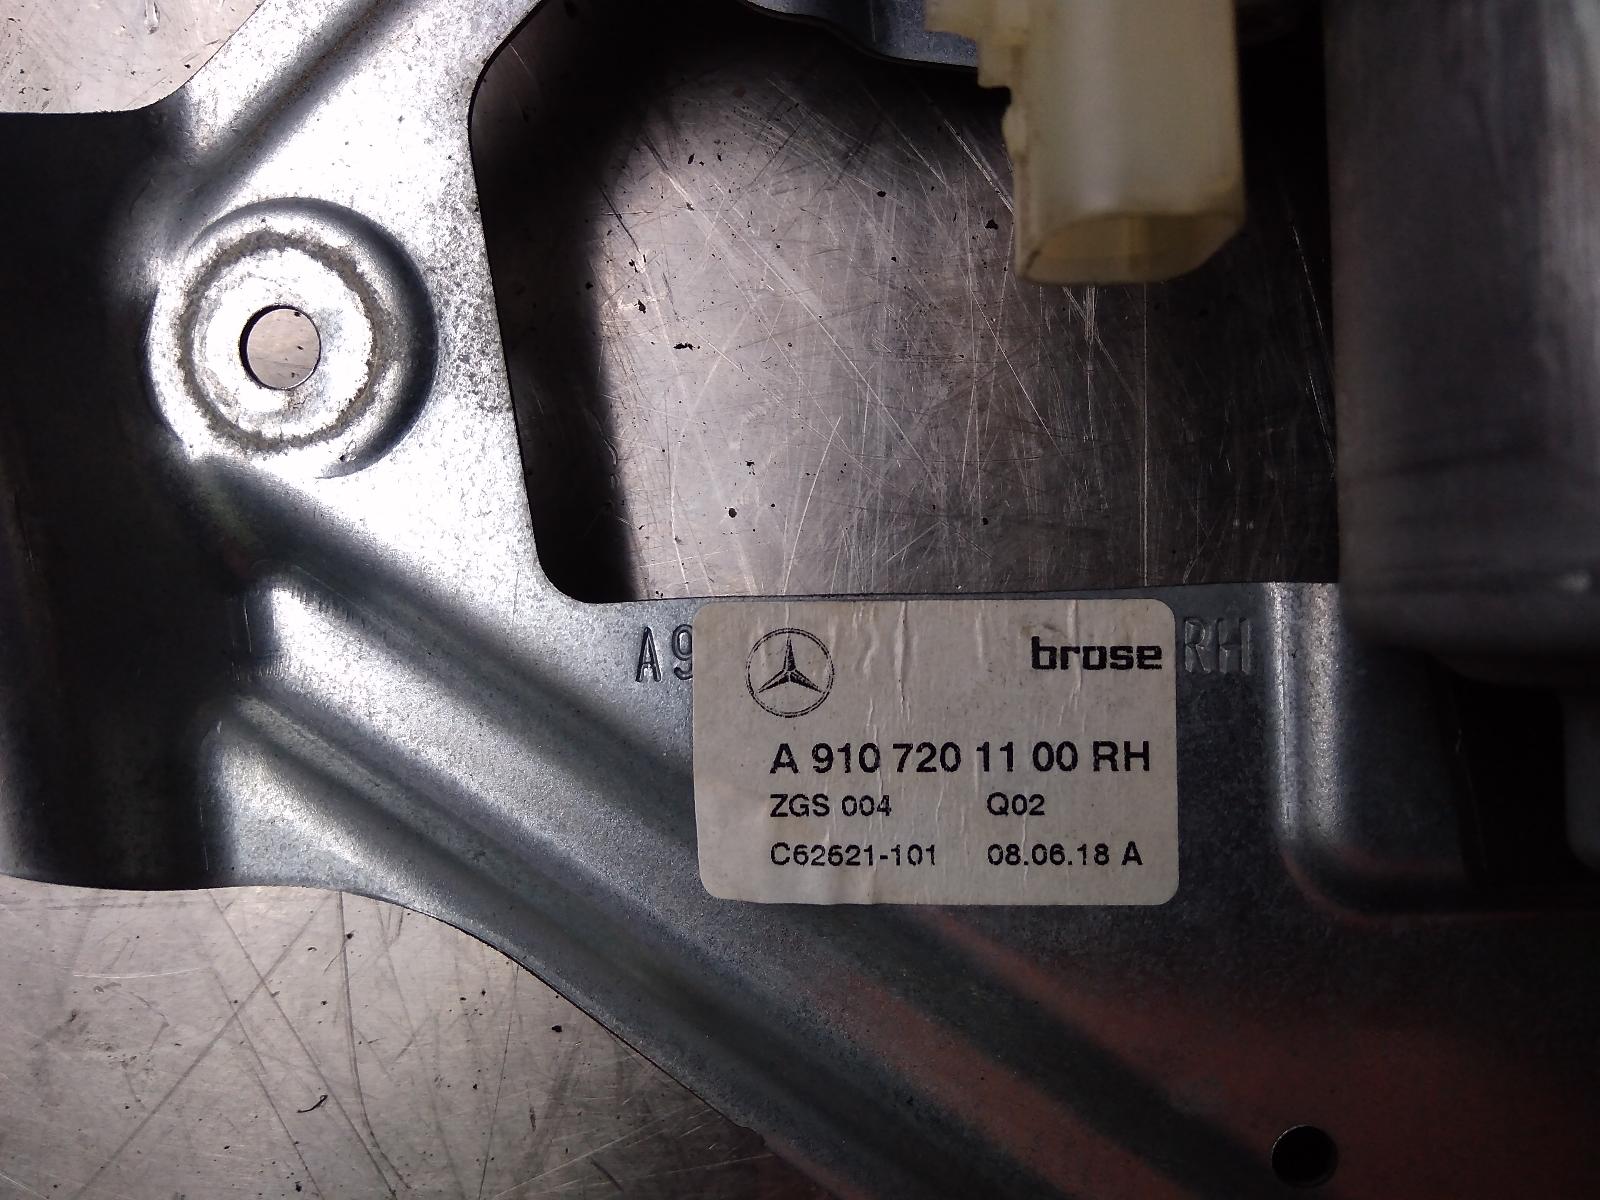 A9 RH
brose
A 910 720 11 00 RH
ZGS 004 Q02
C62621-101 08.06.18 A